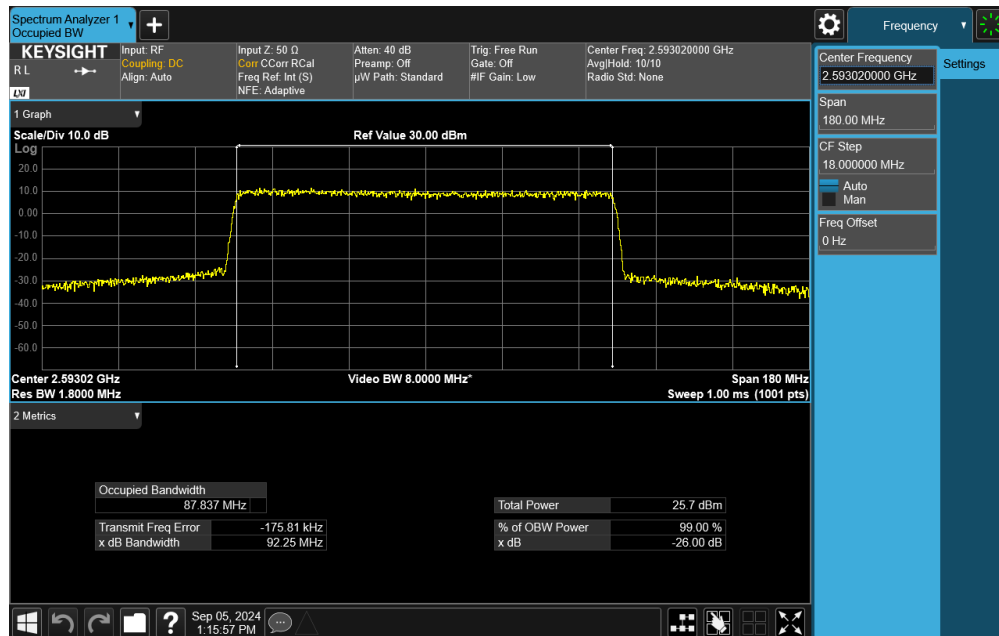 Spectrum Analyzer 1
Occupied BW
Frequency
KEYSIGHT
R L
LXI
Input: RF
Coupling: DC
Align: Auto
Input Z: 50 Ω
Corr CCorr RCal
Freq Ref: Int (S)
NFE: Adaptive
Atten: 40 dB
Preamp: Off
µW Path: Standard
Trig: Free Run
Gate: Off
#IF Gain: Low
Center Freq: 2.593020000 GHz
Avg|Hold: 10/10
Radio Std: None
Center Frequency
2.593020000 GHz
Settings
Span
180.00 MHz
CF Step
18.000000 MHz
Auto
Man
Freq Offset
0 Hz
1 Graph
Scale/Div 10.0 dB
Ref Value 30.00 dBm
Log
20.0
10.0
0.00
-10.0
-20.0
-30.0
-40.0
-50.0
-60.0
Center 2.59302 GHz
Video BW 8.0000 MHz*
Span 180 MHz
Res BW 1.8000 MHz
Sweep 1.00 ms (1001 pts)
2 Metrics
Occupied Bandwidth
87.837 MHz
Total Power 25.7 dBm
Transmit Freq Error -175.81 kHz
% of OBW Power 99.00 %
x dB Bandwidth 92.25 MHz
x dB -26.00 dB
Sep 05, 2024
1:15:57 PM